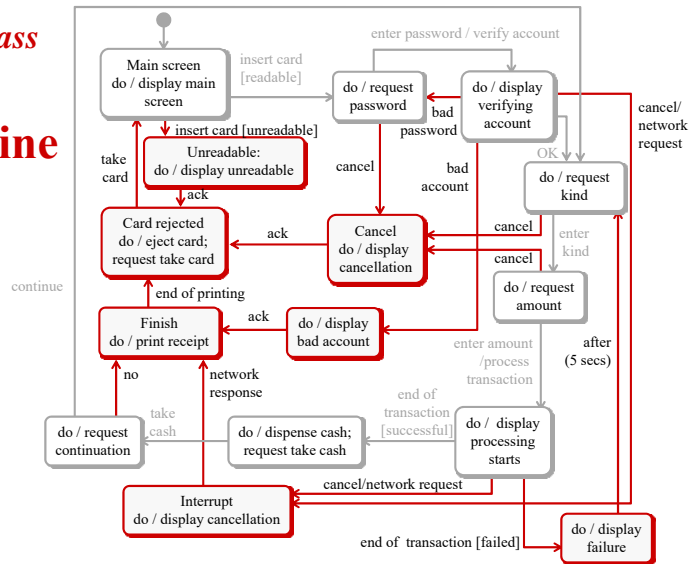 ass
ine
enter password / verify account
Main screen
do / display main
screen
insert card
[readable]
do / request
password
do / display
verifying
account
cancel/
network
request
bad
password
insert card [unreadable]
Unreadable:
do / display unreadable
take
card
cancel
bad
account
OK
do / request
kind
ack
Card rejected
do / eject card;
request take card
ack
Cancel
do / display
cancellation
cancel
enter
kind
cancel
do / request
amount
continue
end of printing
Finish
do / print receipt
ack
do / display
bad account
enter amount
/process
transaction
after
(5 secs)
no
network
response
end of
transaction
[successful]
take
cash
do / request
continuation
do / dispense cash;
request take cash
do / display
processing
starts
cancel/network request
Interrupt
do / display cancellation
end of transaction [failed]
do / display
failure